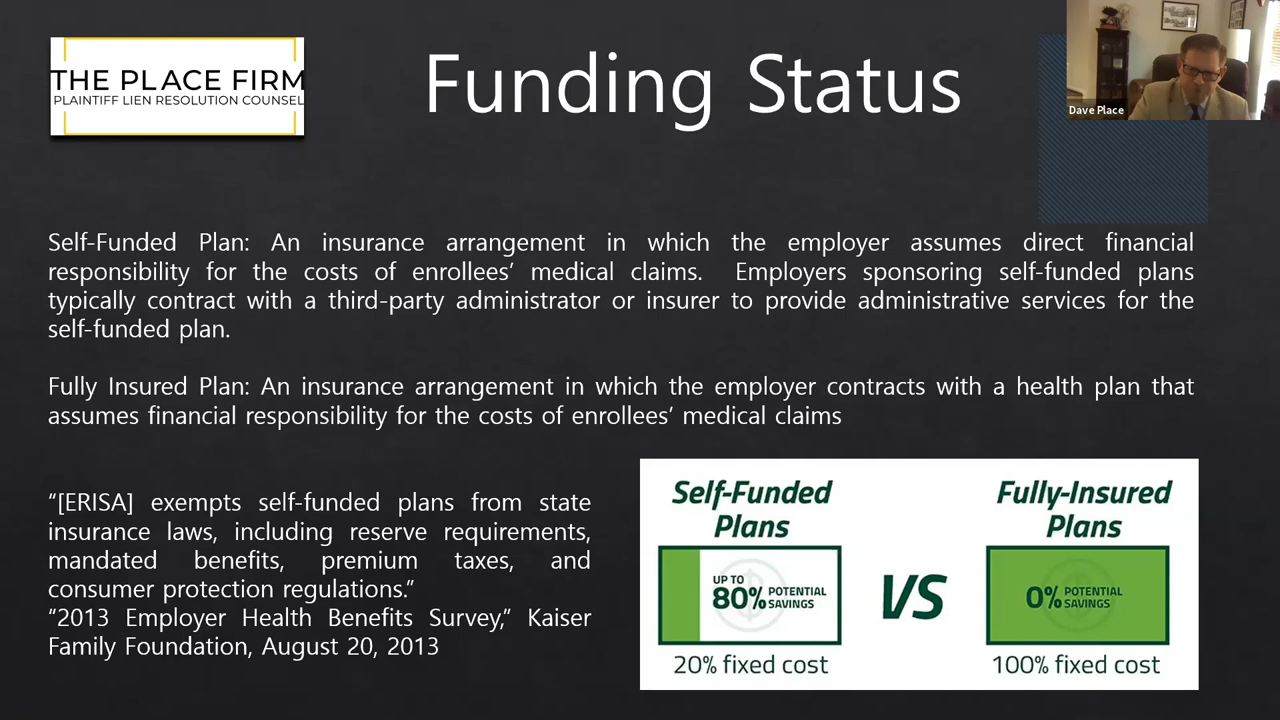 THE PLACE FIRM
PLAINTIFF LIEN RESOLUTION COUNSEL
Funding Status
Dave Place
Self-Funded Plan: An insurance arrangement in which the employer assumes direct financial
responsibility for the costs of enrollees’ medical claims. Employers sponsoring self-funded plans
typically contract with a third-party administrator or insurer to provide administrative services for the
self-funded plan.
Fully Insured Plan: An insurance arrangement in which the employer contracts with a health plan that
assumes financial responsibility for the costs of enrollees’ medical claims
“[ERISA] exempts self-funded plans from state
insurance laws, including reserve requirements,
mandated benefits, premium taxes, and
consumer protection regulations.”
“2013 Employer Health Benefits Survey,” Kaiser
Family Foundation, August 20, 2013
Self-Funded
Plans
UP TO
80% POTENTIAL
SAVINGS
20% fixed cost
VS
Fully-Insured
Plans
0% POTENTIAL
SAVINGS
100% fixed cost